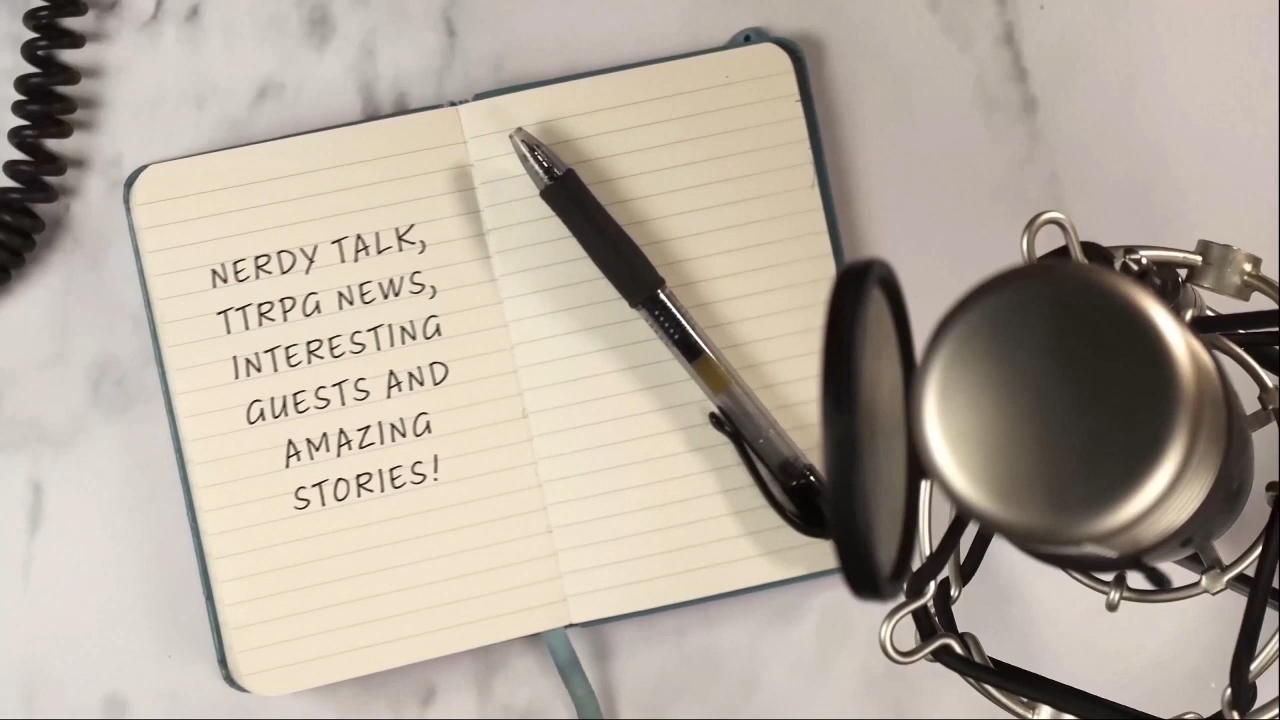 NERDY TALK,
TTRPG NEWS,
INTERESTING
GUESTS AND
AMAZING
STORIES!